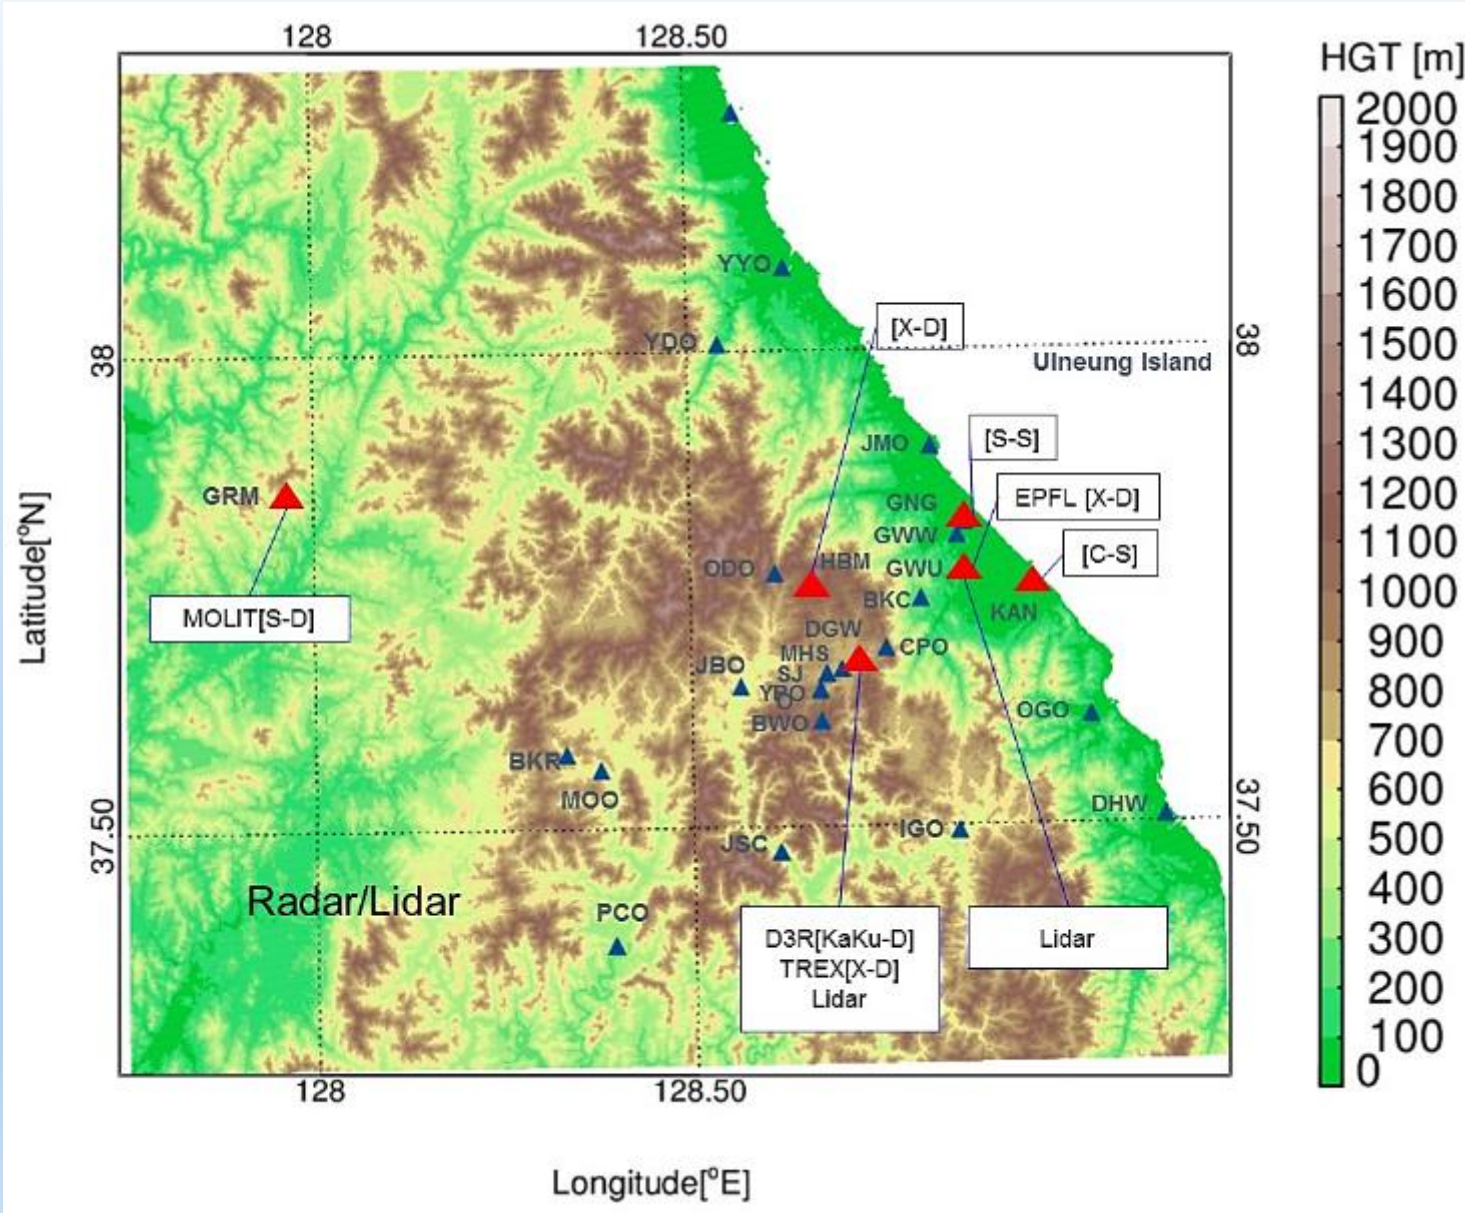 128
128.50
HGT [m]
2000
1900
1800
1700
1600
1500
1400
1300
1200
1100
1000
900
800
700
600
500
400
300
200
100
0
YYO
[X-D]
YDO
38
38
Ulneung Island
JMO
[S-S]
GRM
GNG
EPFL [X-D]
GWW
[C-S]
ODO
HBM
GWU
BKC
KAN
MOLIT[S-D]
DGW
CPO
MHS
JBO
SJ
YPO
O
BWO
OGO
BKR
MOO
DHW
37.50
37.50
IGO
JSC
Radar/Lidar
PCO
D3R[KaKu-D]
TREX[X-D]
Lidar
Lidar
128
128.50
Latitude[°N]
Longitude[°E]